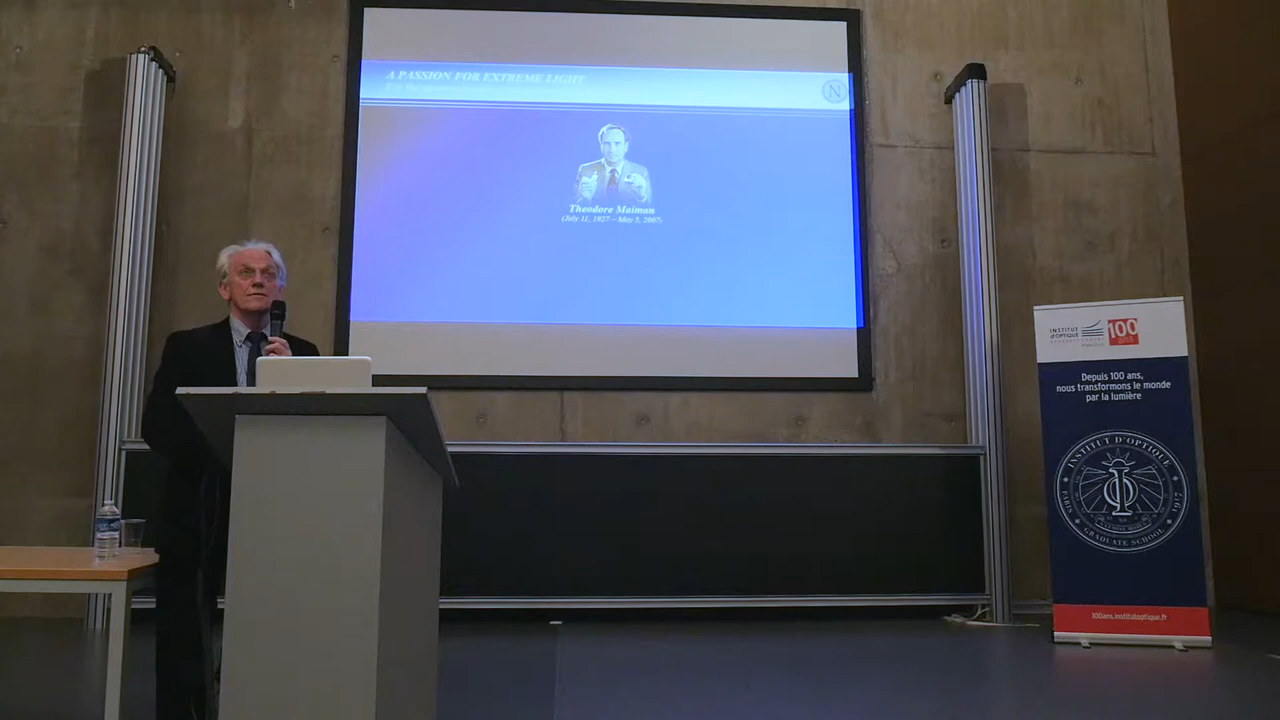 A PASSION FOR EXTREME LIGHT
N
Theodore Maiman
(July 11, 1927 – May 5, 2007)
INSTITUT
d'OPTIQUE
100
ans
Depuis 100 ans,
nous transformons le monde
par la lumière
INSTITUT D'OPTIQUE
PARIS
1917
GRADUATE SCHOOL
100ans.institutoptique.fr